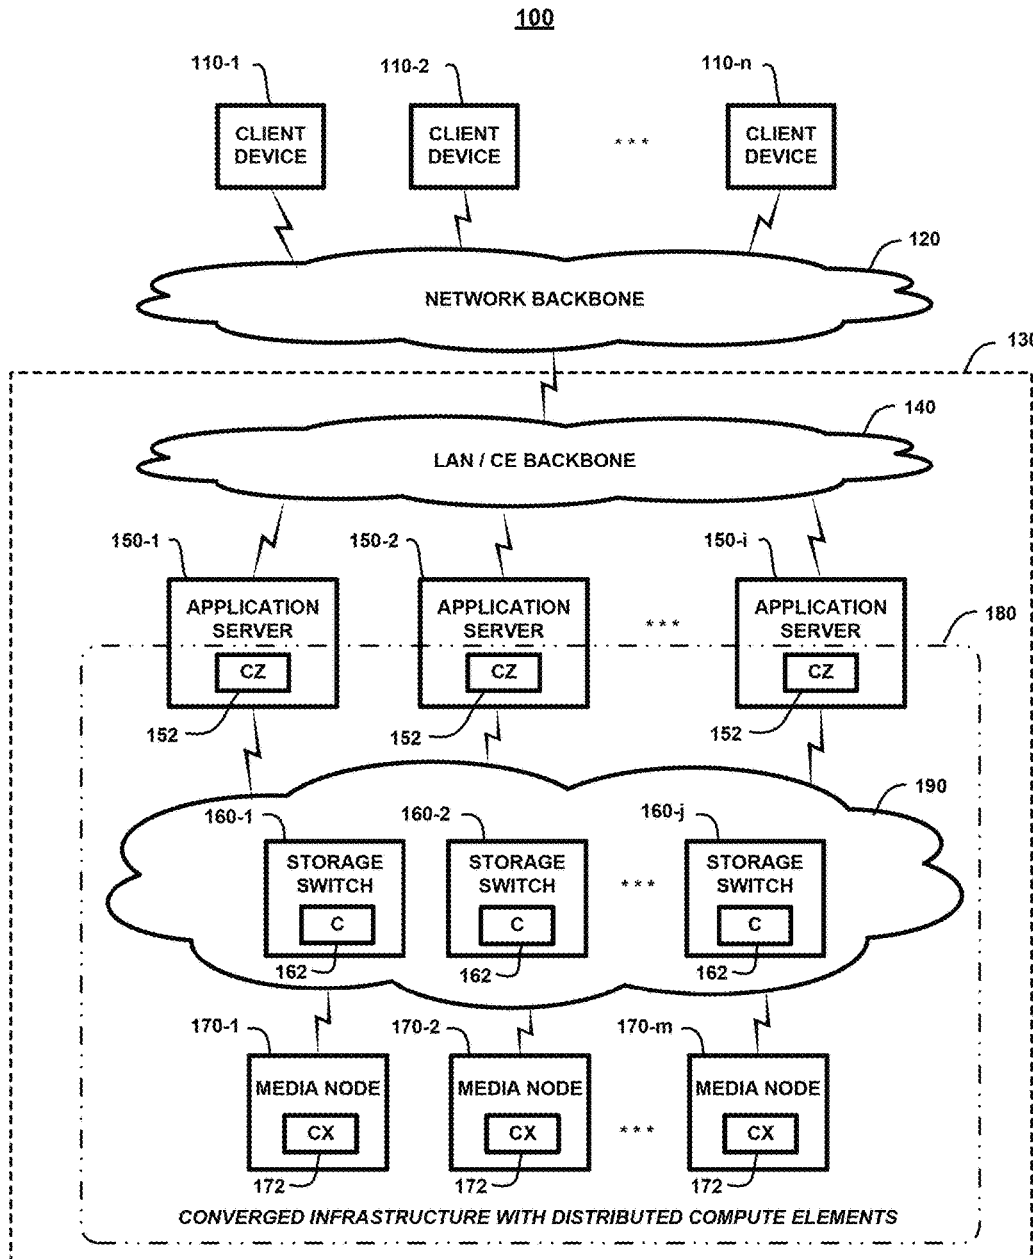 100
110-1
110-2
110-n
CLIENT
DEVICE
CLIENT
DEVICE
***
CLIENT
DEVICE
120
NETWORK BACKBONE
130
140
LAN / CE BACKBONE
150-1
150-2
150-i
APPLICATION
SERVER
APPLICATION
SERVER
***
APPLICATION
SERVER
180
CZ
CZ
CZ
152
152
152
190
160-1
160-2
160-j
STORAGE
SWITCH
STORAGE
SWITCH
***
STORAGE
SWITCH
C
C
C
162
162
162
170-1
170-2
170-m
MEDIA NODE
MEDIA NODE
MEDIA NODE
CX
CX
***
CX
172
172
172
CONVERGED INFRASTRUCTURE WITH DISTRIBUTED COMPUTE ELEMENTS